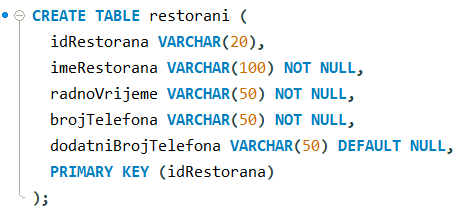 CREATE TABLE restorani (
idRestorana VARCHAR(20),
imeRestorana VARCHAR(100) NOT NULL,
radnoVrijeme VARCHAR(50) NOT NULL,
brojTelefona VARCHAR(50) NOT NULL,
dodatniBrojTelefona VARCHAR(50) DEFAULT NULL,
PRIMARY KEY (idRestorana)
);